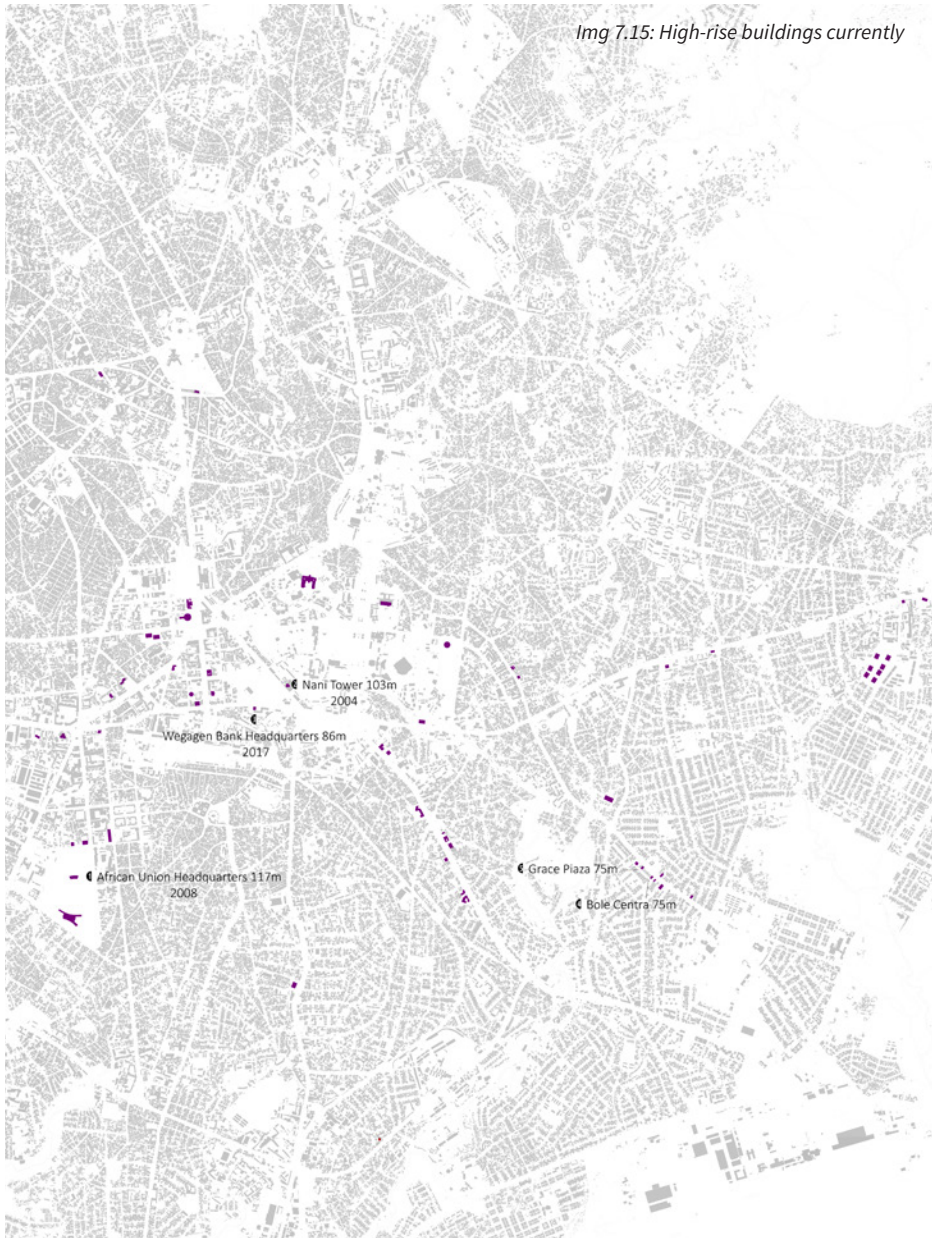 Img 7.15: High-rise buildings currently
Nani Tower 103m
2004
Wegagen Bank Headquarters 86m
2017
Grace Plaza 75m
African Union Headquarters 117m
2008
Bole Centra 75m